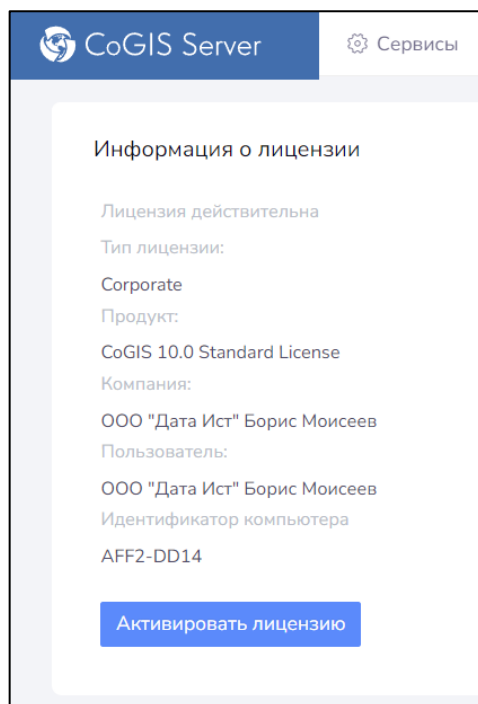 CoGIS Server
Сервисы
Информация о лицензии
Лицензия действительна
Тип лицензии:
Corporate
Продукт:
CoGIS 10.0 Standard License
Компания:
ООО "Дата Ист" Борис Моисеев
Пользователь:
ООО "Дата Ист" Борис Моисеев
Идентификатор компьютера
AFF2-DD14
Активировать лицензию